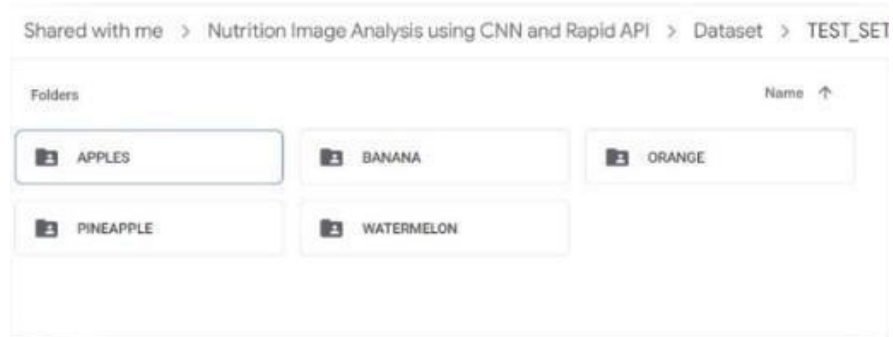 Shared with me > Nutrition Image Analysis using CNN and Rapid API > Dataset > TEST_SET
Folders Name ↑
APPLES BANANA ORANGE
PINEAPPLE WATERMELON